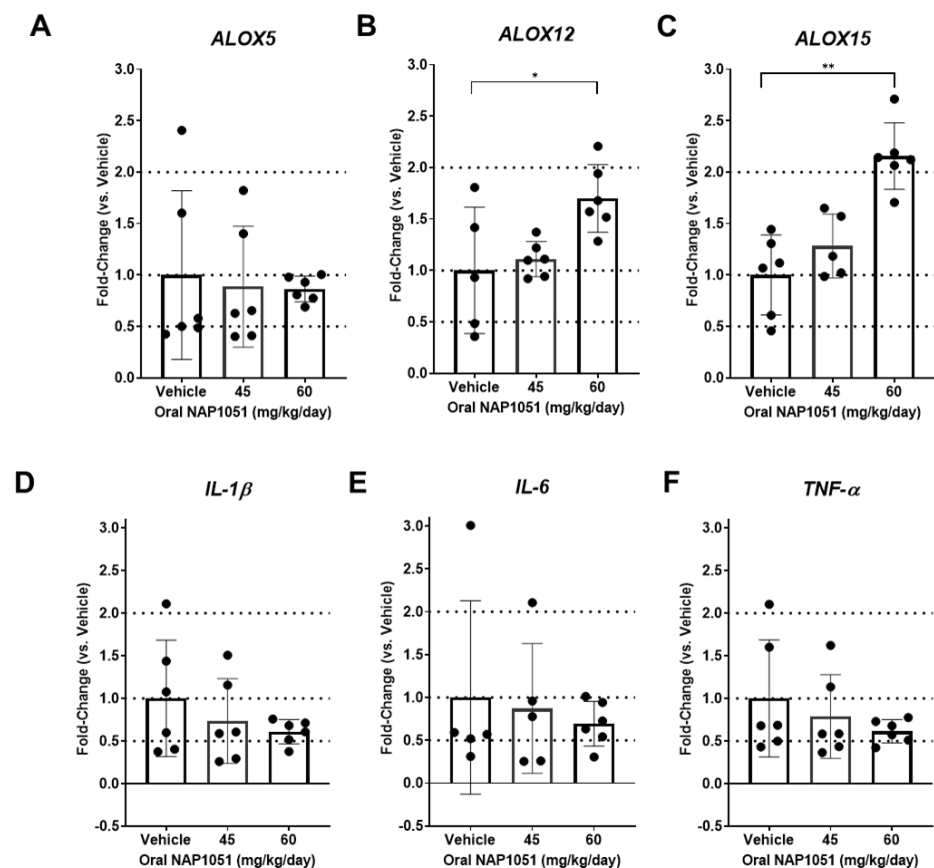 A
ALOX5
Fold-Change (vs. Vehicle)
3.0
2.5
2.0
1.5
1.0
0.5
0.0
Vehicle 45 60
Oral NAP1051 (mg/kg/day)
B
ALOX12
*
Fold-Change (vs. Vehicle)
3.0
2.5
2.0
1.5
1.0
0.5
0.0
Vehicle 45 60
Oral NAP1051 (mg/kg/day)
C
ALOX15
**
Fold-Change (vs. Vehicle)
3.0
2.5
2.0
1.5
1.0
0.5
0.0
Vehicle 45 60
Oral NAP1051 (mg/kg/day)
D
IL-1β
Fold-Change (vs. Vehicle)
3.0
2.5
2.0
1.5
1.0
0.5
0.0
-0.5
Vehicle 45 60
Oral NAP1051 (mg/kg/day)
E
IL-6
Fold-Change (vs. Vehicle)
3.0
2.5
2.0
1.5
1.0
0.5
0.0
-0.5
Vehicle 45 60
Oral NAP1051 (mg/kg/day)
F
TNF-α
Fold-Change (vs. Vehicle)
3.0
2.5
2.0
1.5
1.0
0.5
0.0
-0.5
Vehicle 45 60
Oral NAP1051 (mg/kg/day)